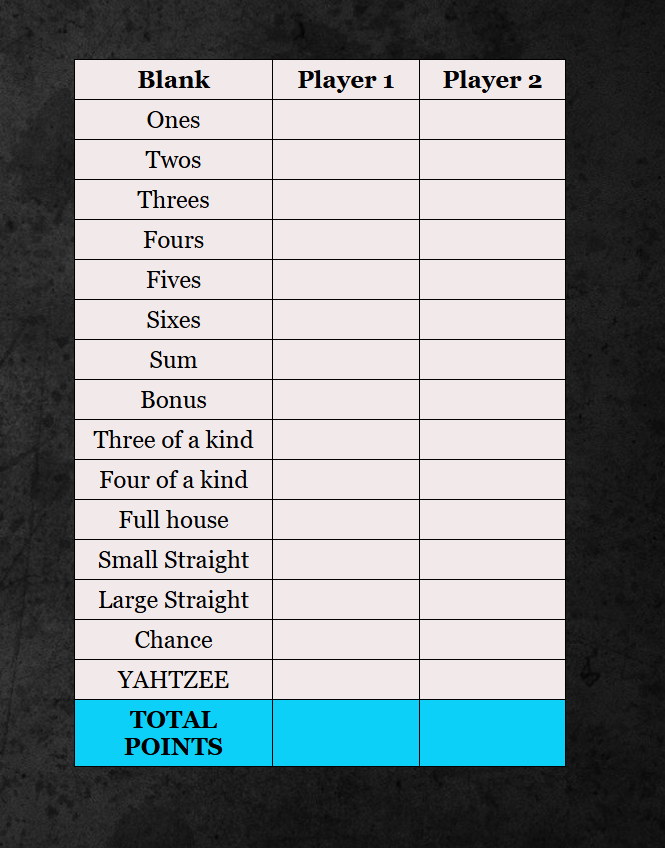 Blank Player 1 Player 2
Ones
Twos
Threes
Fours
Fives
Sixes
Sum
Bonus
Three of a kind
Four of a kind
Full house
Small Straight
Large Straight
Chance
YAHTZEE
TOTAL
POINTS